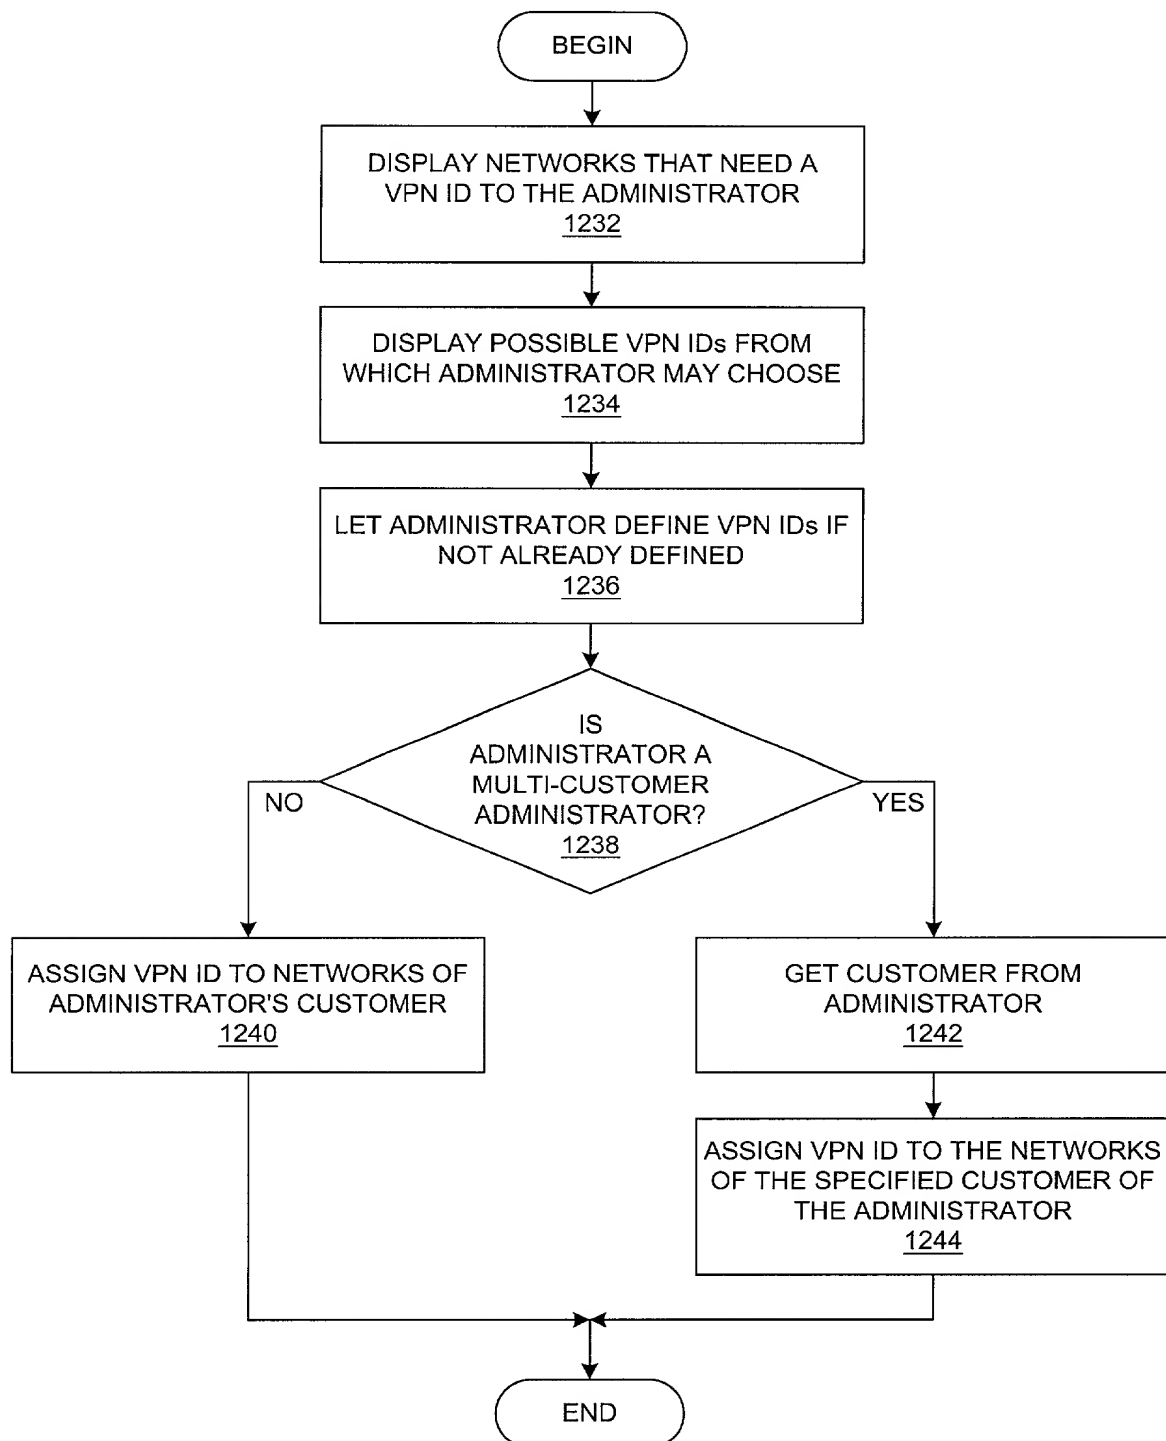 BEGIN
DISPLAY NETWORKS THAT NEED A
VPN ID TO THE ADMINISTRATOR
1232
DISPLAY POSSIBLE VPN IDs FROM
WHICH ADMINISTRATOR MAY CHOOSE
1234
LET ADMINISTRATOR DEFINE VPN IDs IF
NOT ALREADY DEFINED
1236
IS
ADMINISTRATOR A
MULTI-CUSTOMER
ADMINISTRATOR?
1238
NO
YES
ASSIGN VPN ID TO NETWORKS OF
ADMINISTRATOR'S CUSTOMER
1240
GET CUSTOMER FROM
ADMINISTRATOR
1242
ASSIGN VPN ID TO THE NETWORKS
OF THE SPECIFIED CUSTOMER OF
THE ADMINISTRATOR
1244
END